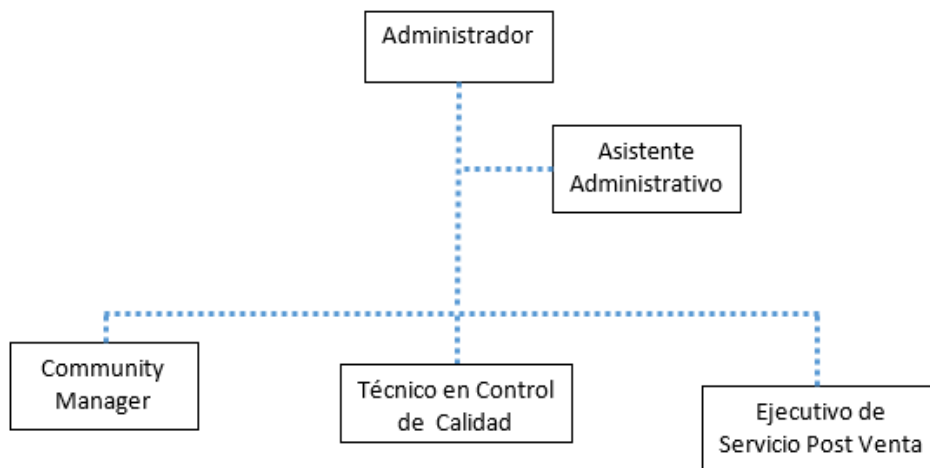 Administrador
Asistente
Administrativo
Community
Manager
Técnico en Control
de  Calidad
Ejecutivo de
Servicio Post Venta